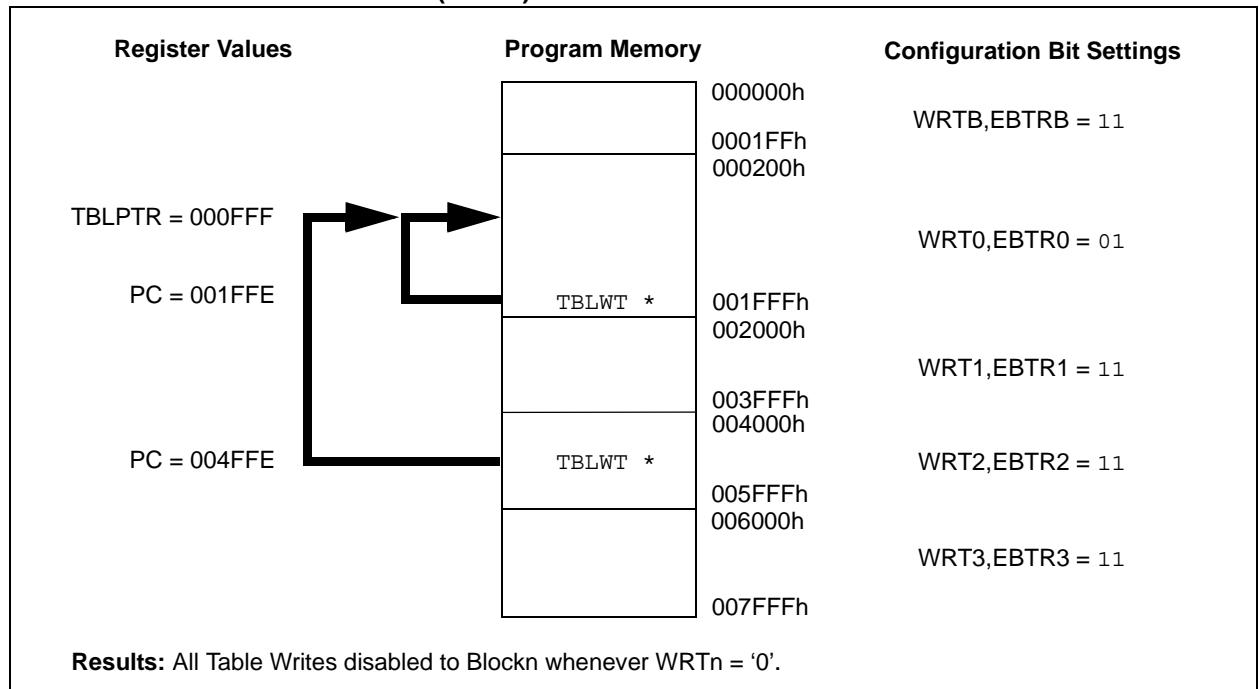 Register Values Program Memory Configuration Bit Settings
000000h
WRTB,EBTRB = 11
0001FFh
000200h
TBLPTR = 000FFF
WRT0,EBTR0 = 01
PC = 001FFE
TBLWT *
001FFFh
002000h
WRT1,EBTR1 = 11
003FFFh
004000h
PC = 004FFE
TBLWT *
WRT2,EBTR2 = 11
005FFFh
006000h
WRT3,EBTR3 = 11
007FFFh
Results: All Table Writes disabled to Blockn whenever WRTn = ‘0’.